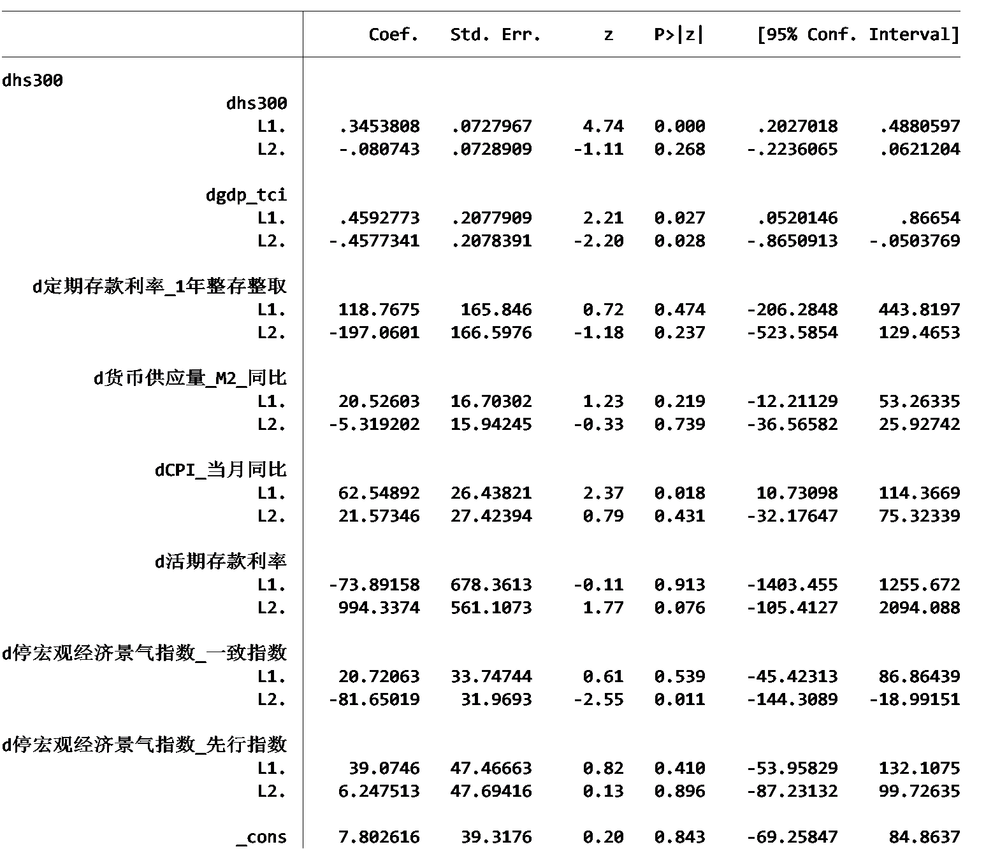 Coef. Std. Err. z P>|z| [95% Conf. Interval]
dhs300
dhs300
L1. .3453808 .0727967 4.74 0.000 .2027018 .4880597
L2. -.080743 .0728909 -1.11 0.268 -.2236065 .0621204
dgdp_tci
L1. .4592773 .2077909 2.21 0.027 .0520146 .86654
L2. -.4577341 .2078391 -2.20 0.028 -.8650913 -.0503769
d定期存款利率_1年整存整取
L1. 118.7675 165.846 0.72 0.474 -206.2848 443.8197
L2. -197.0601 166.5976 -1.18 0.237 -523.5854 129.4653
d货币供应量_M2_同比
L1. 20.52603 16.70302 1.23 0.219 -12.21129 53.26335
L2. -5.319202 15.94245 -0.33 0.739 -36.56582 25.92742
dCPI_当月同比
L1. 62.54892 26.43821 2.37 0.018 10.73098 114.3669
L2. 21.57346 27.42394 0.79 0.431 -32.17647 75.32339
d活期存款利率
L1. -73.89158 678.3613 -0.11 0.913 -1403.455 1255.672
L2. 994.3374 561.1073 1.77 0.076 -105.4127 2094.088
d停宏观经济景气指数_一致指数
L1. 20.72063 33.74744 0.61 0.539 -45.42313 86.86439
L2. -81.65019 31.9693 -2.55 0.011 -144.3089 -18.99151
d停宏观经济景气指数_先行指数
L1. 39.0746 47.46663 0.82 0.410 -53.95829 132.1075
L2. 6.247513 47.69416 0.13 0.896 -87.23132 99.72635
_cons 7.802616 39.3176 0.20 0.843 -69.25847 84.8637